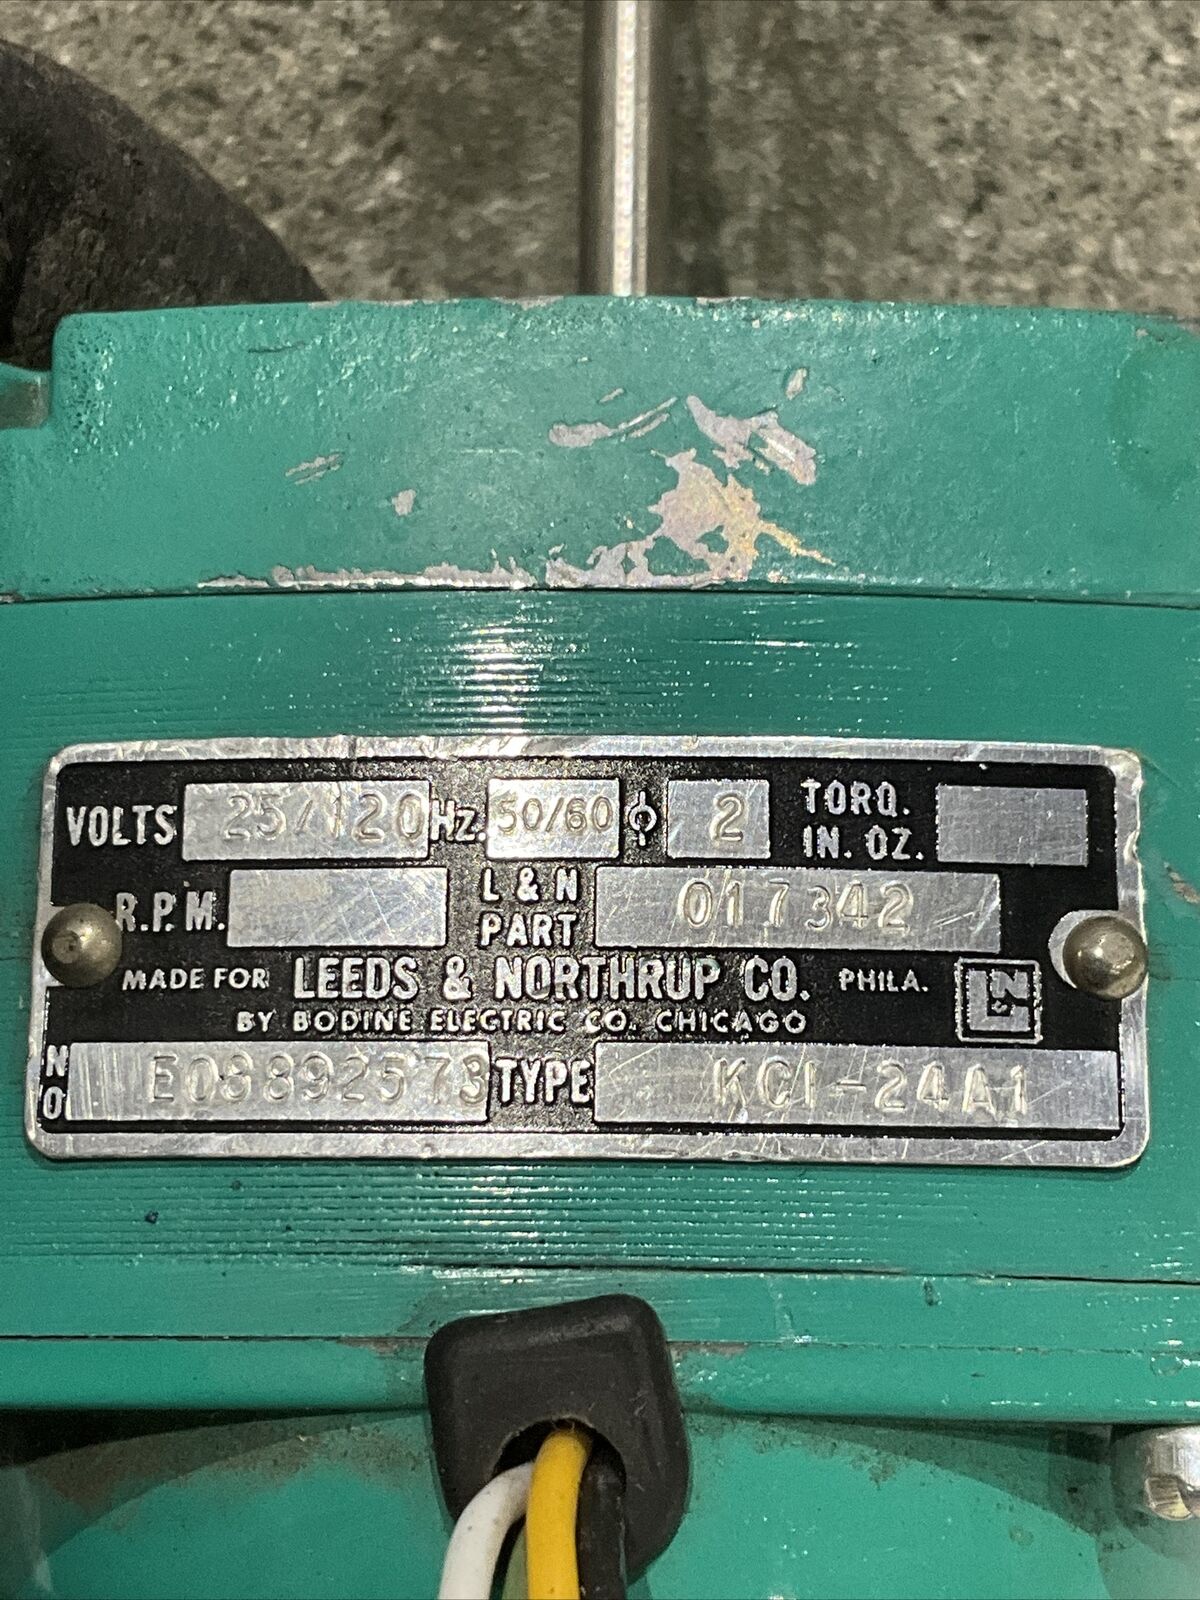 VOLTS 25/120 Hz. 50/60 ϕ 2 TORQ. IN. OZ.
R.P.M. L & N PART 017342
MADE FOR LEEDS & NORTHRUP CO. PHILA. L&N
BY BODINE ELECTRIC CO. CHICAGO
NO E08892573 TYPE KCI-24A1